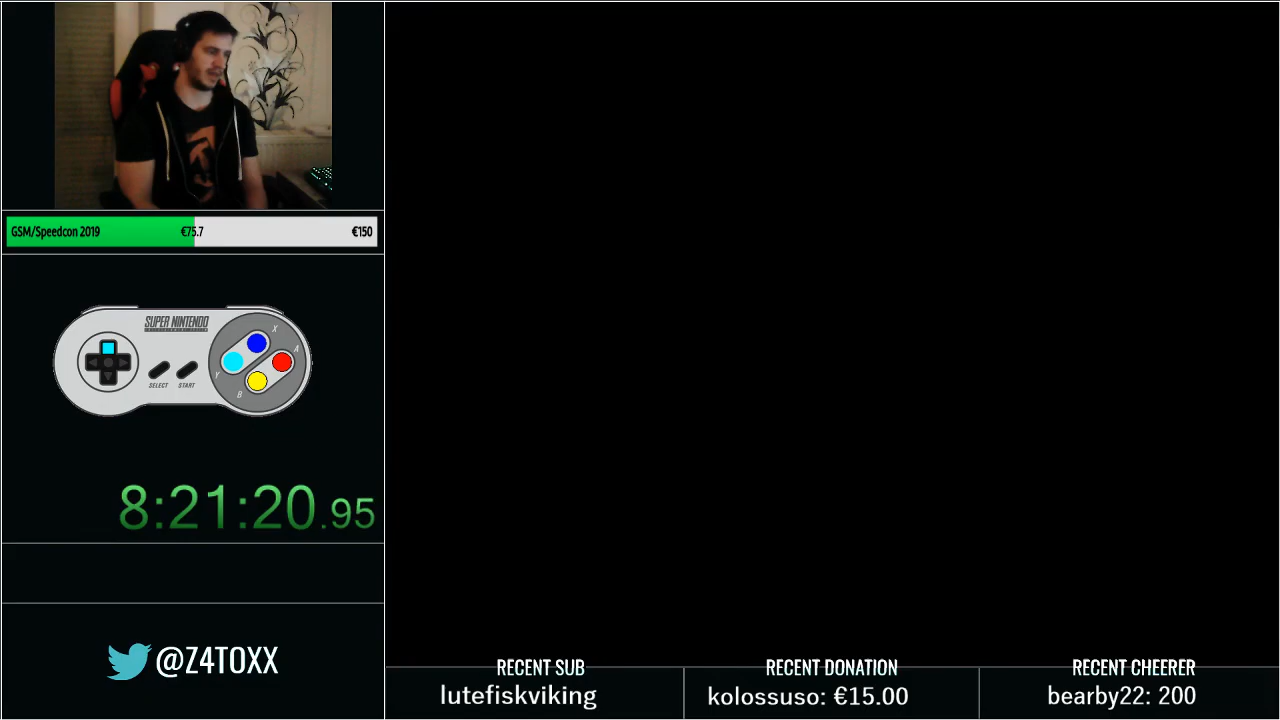 GSM/Speedcon 2019 €75.7 €150
SUPER NINTENDO
X
Y
A
B
SELECT START
8:21:20.95
@Z4TOXX
RECENT SUB
lutefiskviking
RECENT DONATION
kolossuso: €15.00
RECENT CHEERER
bearby22: 200